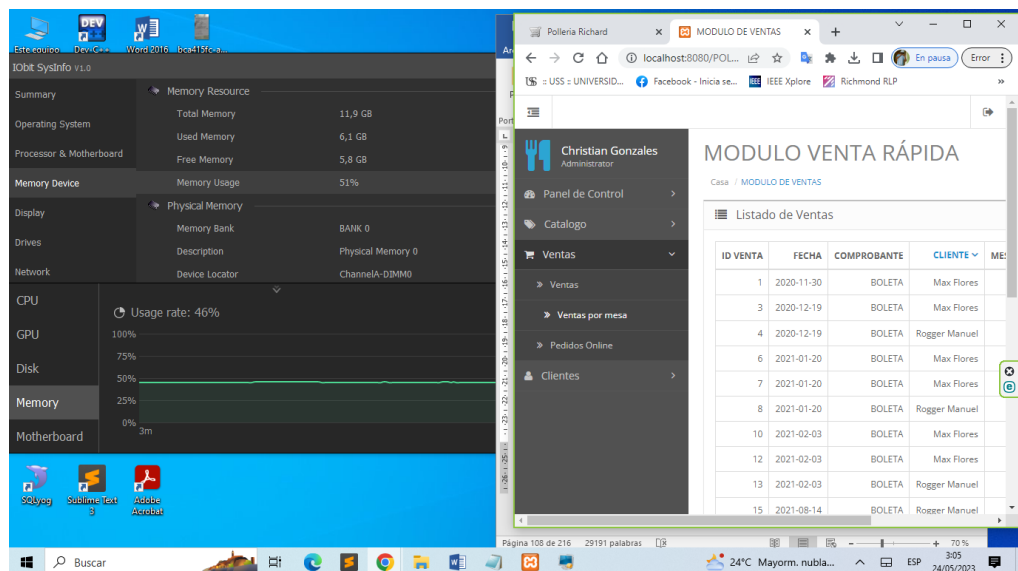 Este equipo
Dev-C++
Word 2016
bca415fc-a...
IObit SysInfo v1.0
Summary
Operating System
Processor & Motherboard
Memory Device
Display
Drives
Network
Memory Resource
Total Memory 11,9 GB
Used Memory 6,1 GB
Free Memory 5,8 GB
Memory Usage 51%
Physical Memory
Memory Bank BANK 0
Description Physical Memory 0
Device Locator ChannelA-DIMM0
CPU
GPU
Disk
Memory
Motherboard
Usage rate: 46%
100%
75%
50%
25%
0%
3m
SQLyog
Sublime Text 3
Adobe Acrobat
Polleria Richard
MODULO DE VENTAS
localhost:8080/POL...
En pausa
Error
:: USS :: UNIVERSID...
Facebook - Inicia se...
IEEE Xplore
Richmond RLP
Christian Gonzales
Administrator
Panel de Control
Catalogo
Ventas
Ventas
Ventas por mesa
Pedidos Online
Clientes
MODULO VENTA RÁPIDA
Casa / MODULO DE VENTAS
Listado de Ventas
ID VENTA FECHA COMPROBANTE CLIENTE MES
1 2020-11-30 BOLETA Max Flores
3 2020-12-19 BOLETA Max Flores
4 2020-12-19 BOLETA Rogger Manuel
6 2021-01-20 BOLETA Max Flores
7 2021-01-20 BOLETA Max Flores
8 2021-01-20 BOLETA Rogger Manuel
10 2021-02-03 BOLETA Max Flores
12 2021-02-03 BOLETA Max Flores
13 2021-02-03 BOLETA Rogger Manuel
15 2021-08-14 BOLETA Rogger Manuel
Página 108 de 216 29191 palabras
70 %
Buscar
24°C Mayorm. nubla...
ESP
3:05
24/05/2023